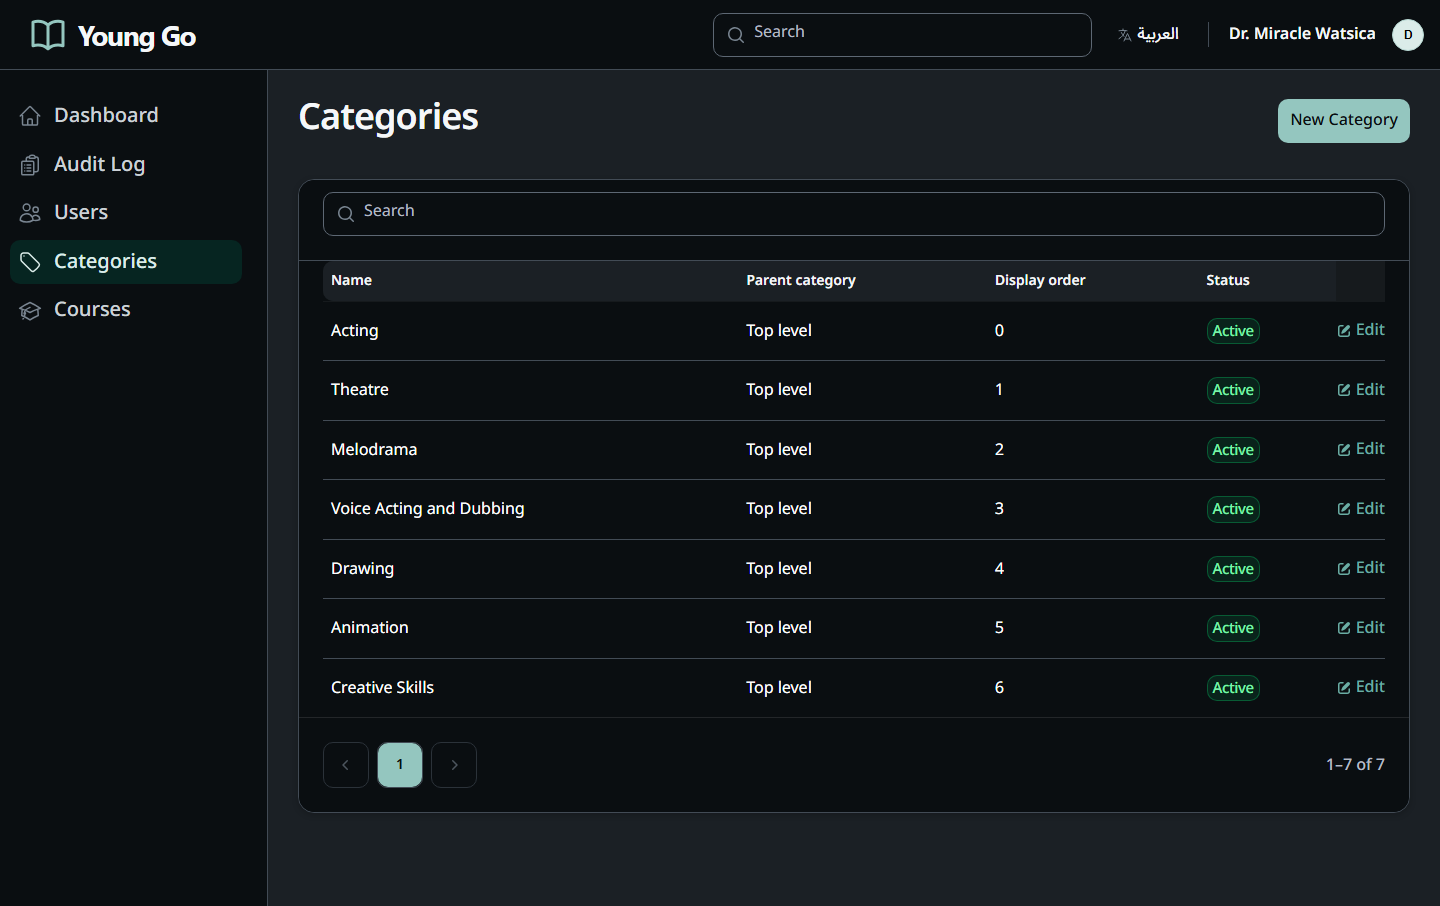 Young Go
Search
العربية
Dr. Miracle Watsica
D
Dashboard
Audit Log
Users
Categories
Courses
Categories
New Category
Search
Name Parent category Display order Status
Acting Top level 0 Active Edit
Theatre Top level 1 Active Edit
Melodrama Top level 2 Active Edit
Voice Acting and Dubbing Top level 3 Active Edit
Drawing Top level 4 Active Edit
Animation Top level 5 Active Edit
Creative Skills Top level 6 Active Edit
1
1–7 of 7